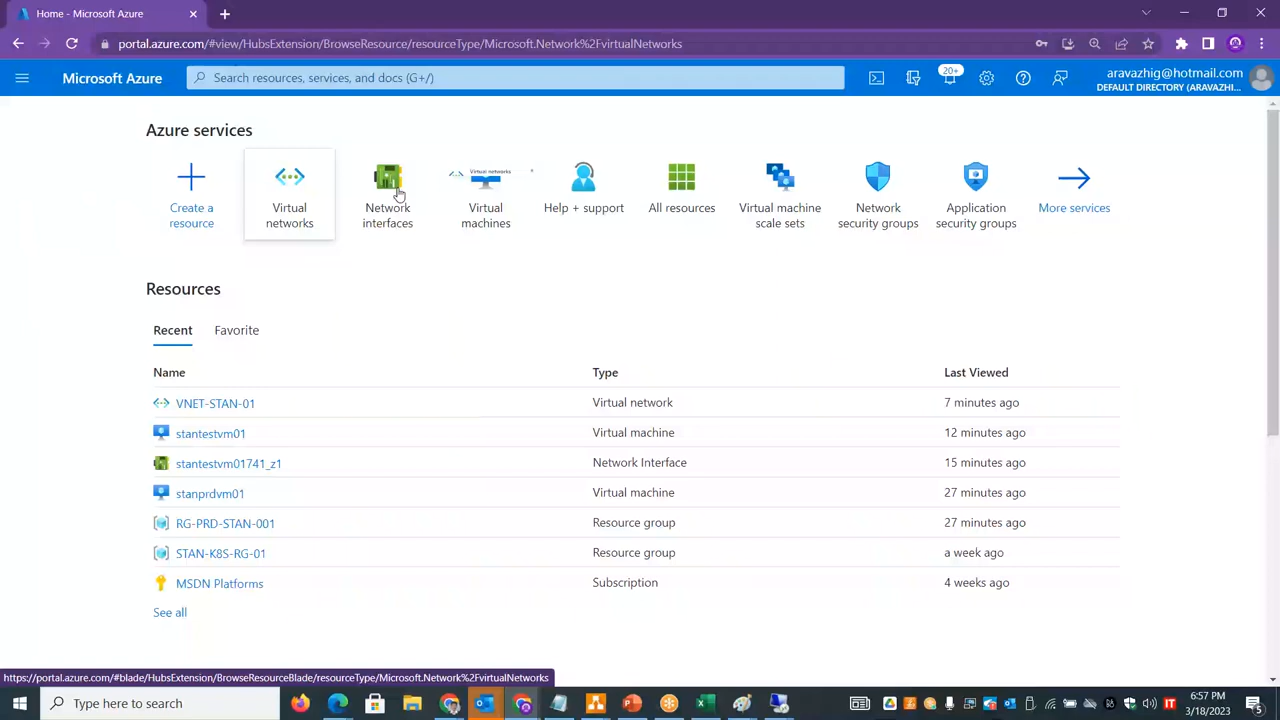 Home - Microsoft Azure
portal.azure.com/#view/HubsExtension/BrowseResource/resourceType/Microsoft.Network%2FvirtualNetworks
Microsoft Azure
Search resources, services, and docs (G+/)
20+
aravazhig@hotmail.com
DEFAULT DIRECTORY (ARAVAZHI...
Azure services
Virtual networks
Create a resource
Virtual networks
Network interfaces
Virtual machines
Help + support
All resources
Virtual machine scale sets
Network security groups
Application security groups
More services
Resources
Recent
Favorite
Name Type Last Viewed
VNET-STAN-01 Virtual network 7 minutes ago
stantestvm01 Virtual machine 12 minutes ago
stantestvm01741_z1 Network Interface 15 minutes ago
stanprdvm01 Virtual machine 27 minutes ago
RG-PRD-STAN-001 Resource group 27 minutes ago
STAN-K8S-RG-01 Resource group a week ago
MSDN Platforms Subscription 4 weeks ago
See all
https://portal.azure.com/#blade/HubsExtension/BrowseResourceBlade/resourceType/Microsoft.Network%2FvirtualNetworks
Type here to search
IT
6:57 PM
3/18/2023
5